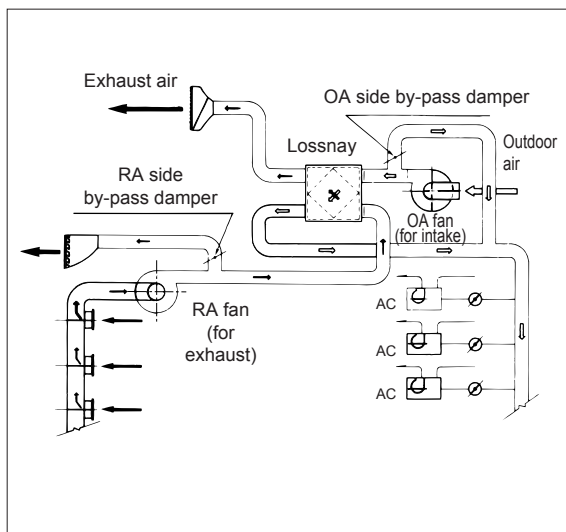 Exhaust air
OA side by-pass damper
Lossnay
Outdoor
air
RA side
by-pass damper
OA fan
(for intake)
RA fan
(for
exhaust)
AC
AC
AC